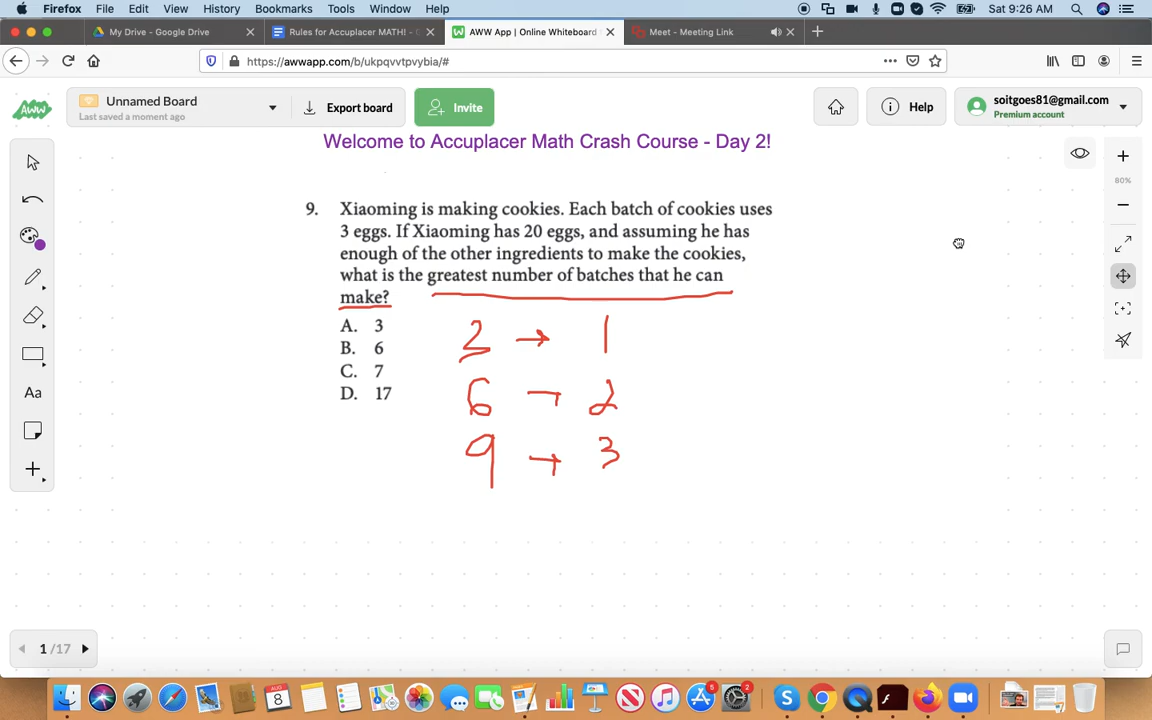 Firefox File Edit View History Bookmarks Tools Window Help Sat 9:26 AM
My Drive - Google Drive Rules for Accuplacer MATH! - G AWW App | Online Whiteboard Meet - Meeting Link
https://awwapp.com/b/ukpqvvtpvybia/#
AWW Unnamed Board Last saved a moment ago Export board Invite Help soitgoes81@gmail.com Premium account
Welcome to Accuplacer Math Crash Course - Day 2!
80%
9. Xiaoming is making cookies. Each batch of cookies uses
3 eggs. If Xiaoming has 20 eggs, and assuming he has
enough of the other ingredients to make the cookies,
what is the greatest number of batches that he can
make?
A. 3
B. 6
C. 7
D. 17
2 → 1
6 → 2
9 → 3
Aa
1 /17
AUG 8
5
2